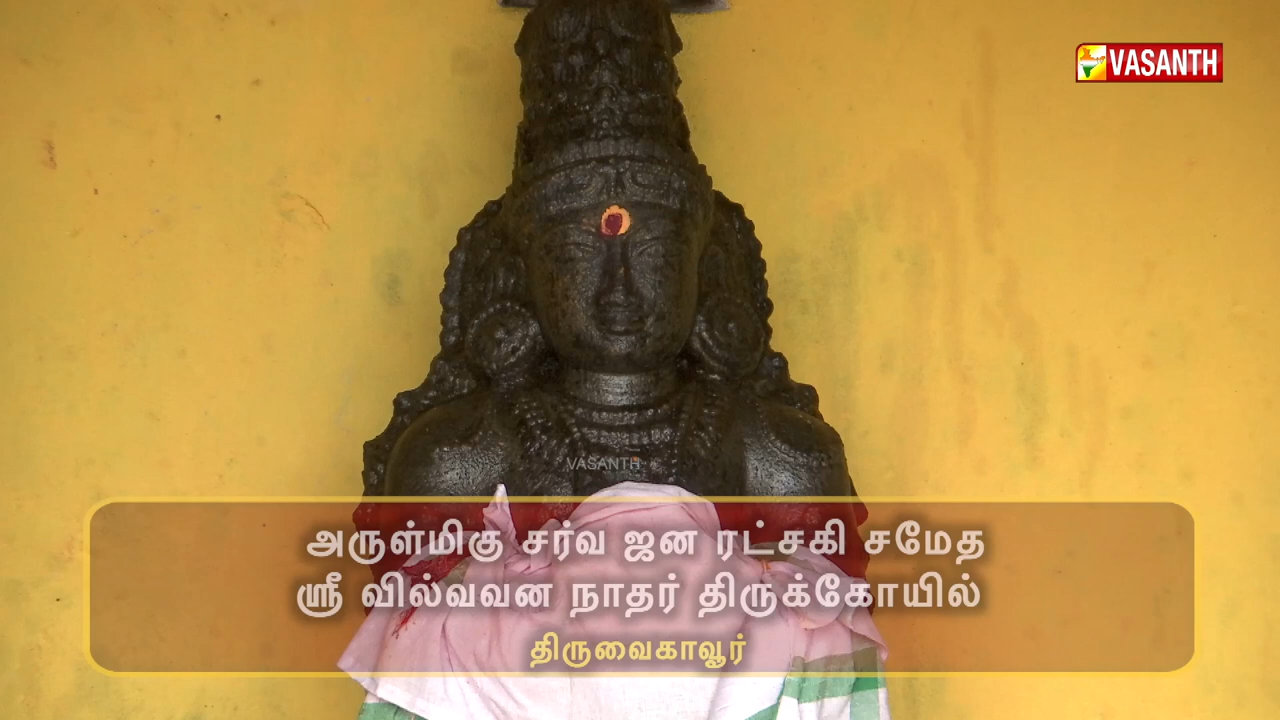 VASANTH
VASANTH
அருள்மிகு சர்வ ஜன ரட்சகி சமேத
ஸ்ரீ வில்வவன நாதர் திருக்கோயில்
திருவைகாவூர்